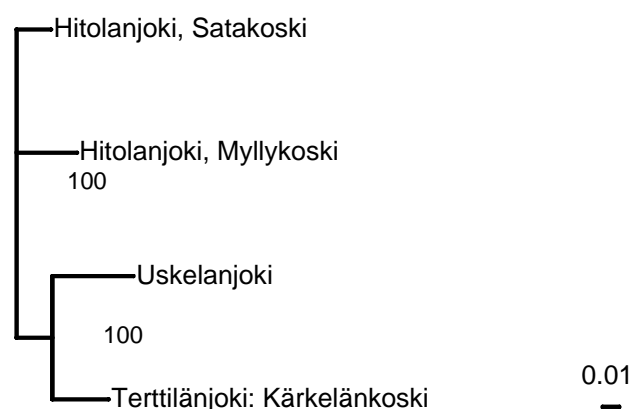 Hitolanjoki, Satakoski
Hitolanjoki, Myllykoski
100
Uskelanjoki
100
0.01
Terttilänjoki: Kärkelänkoski